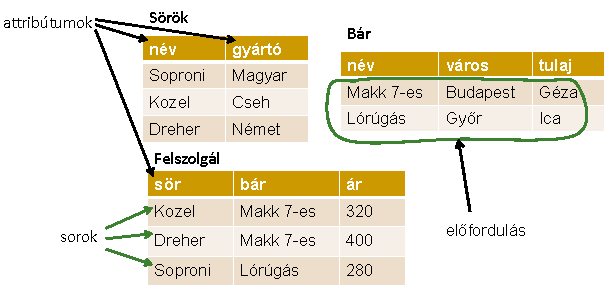 attribútumok
Sörök
név gyártó
Soproni Magyar
Kozel Cseh
Dreher Német
Bár
név város tulaj
Makk 7-es Budapest Géza
Lórúgás Győr Ica
előfordulás
Felszolgál
sör bár ár
Kozel Makk 7-es 320
Dreher Makk 7-es 400
Soproni Lórúgás 280
sorok